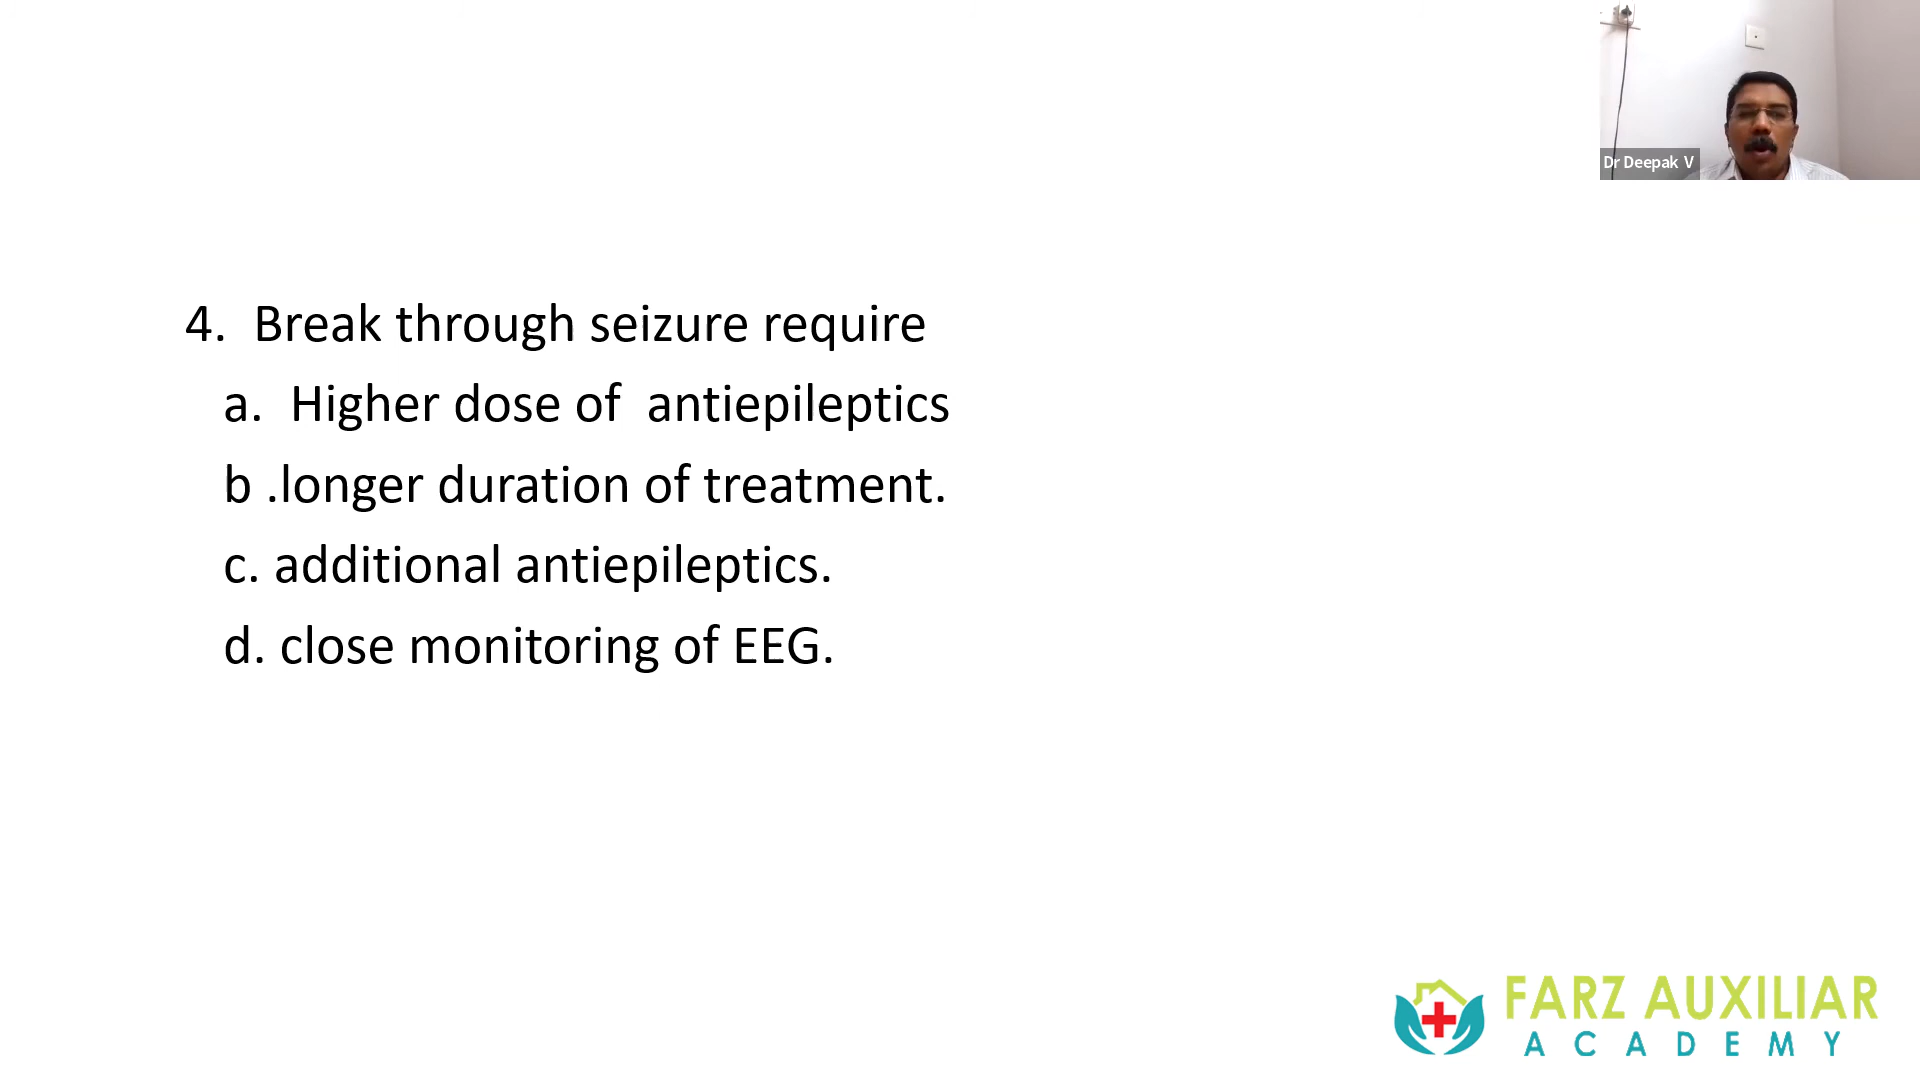 Dr Deepak V
4. Break through seizure require
a. Higher dose of antiepileptics
b .longer duration of treatment.
c. additional antiepileptics.
d. close monitoring of EEG.
FARZ AUXILIAR
ACADEMY